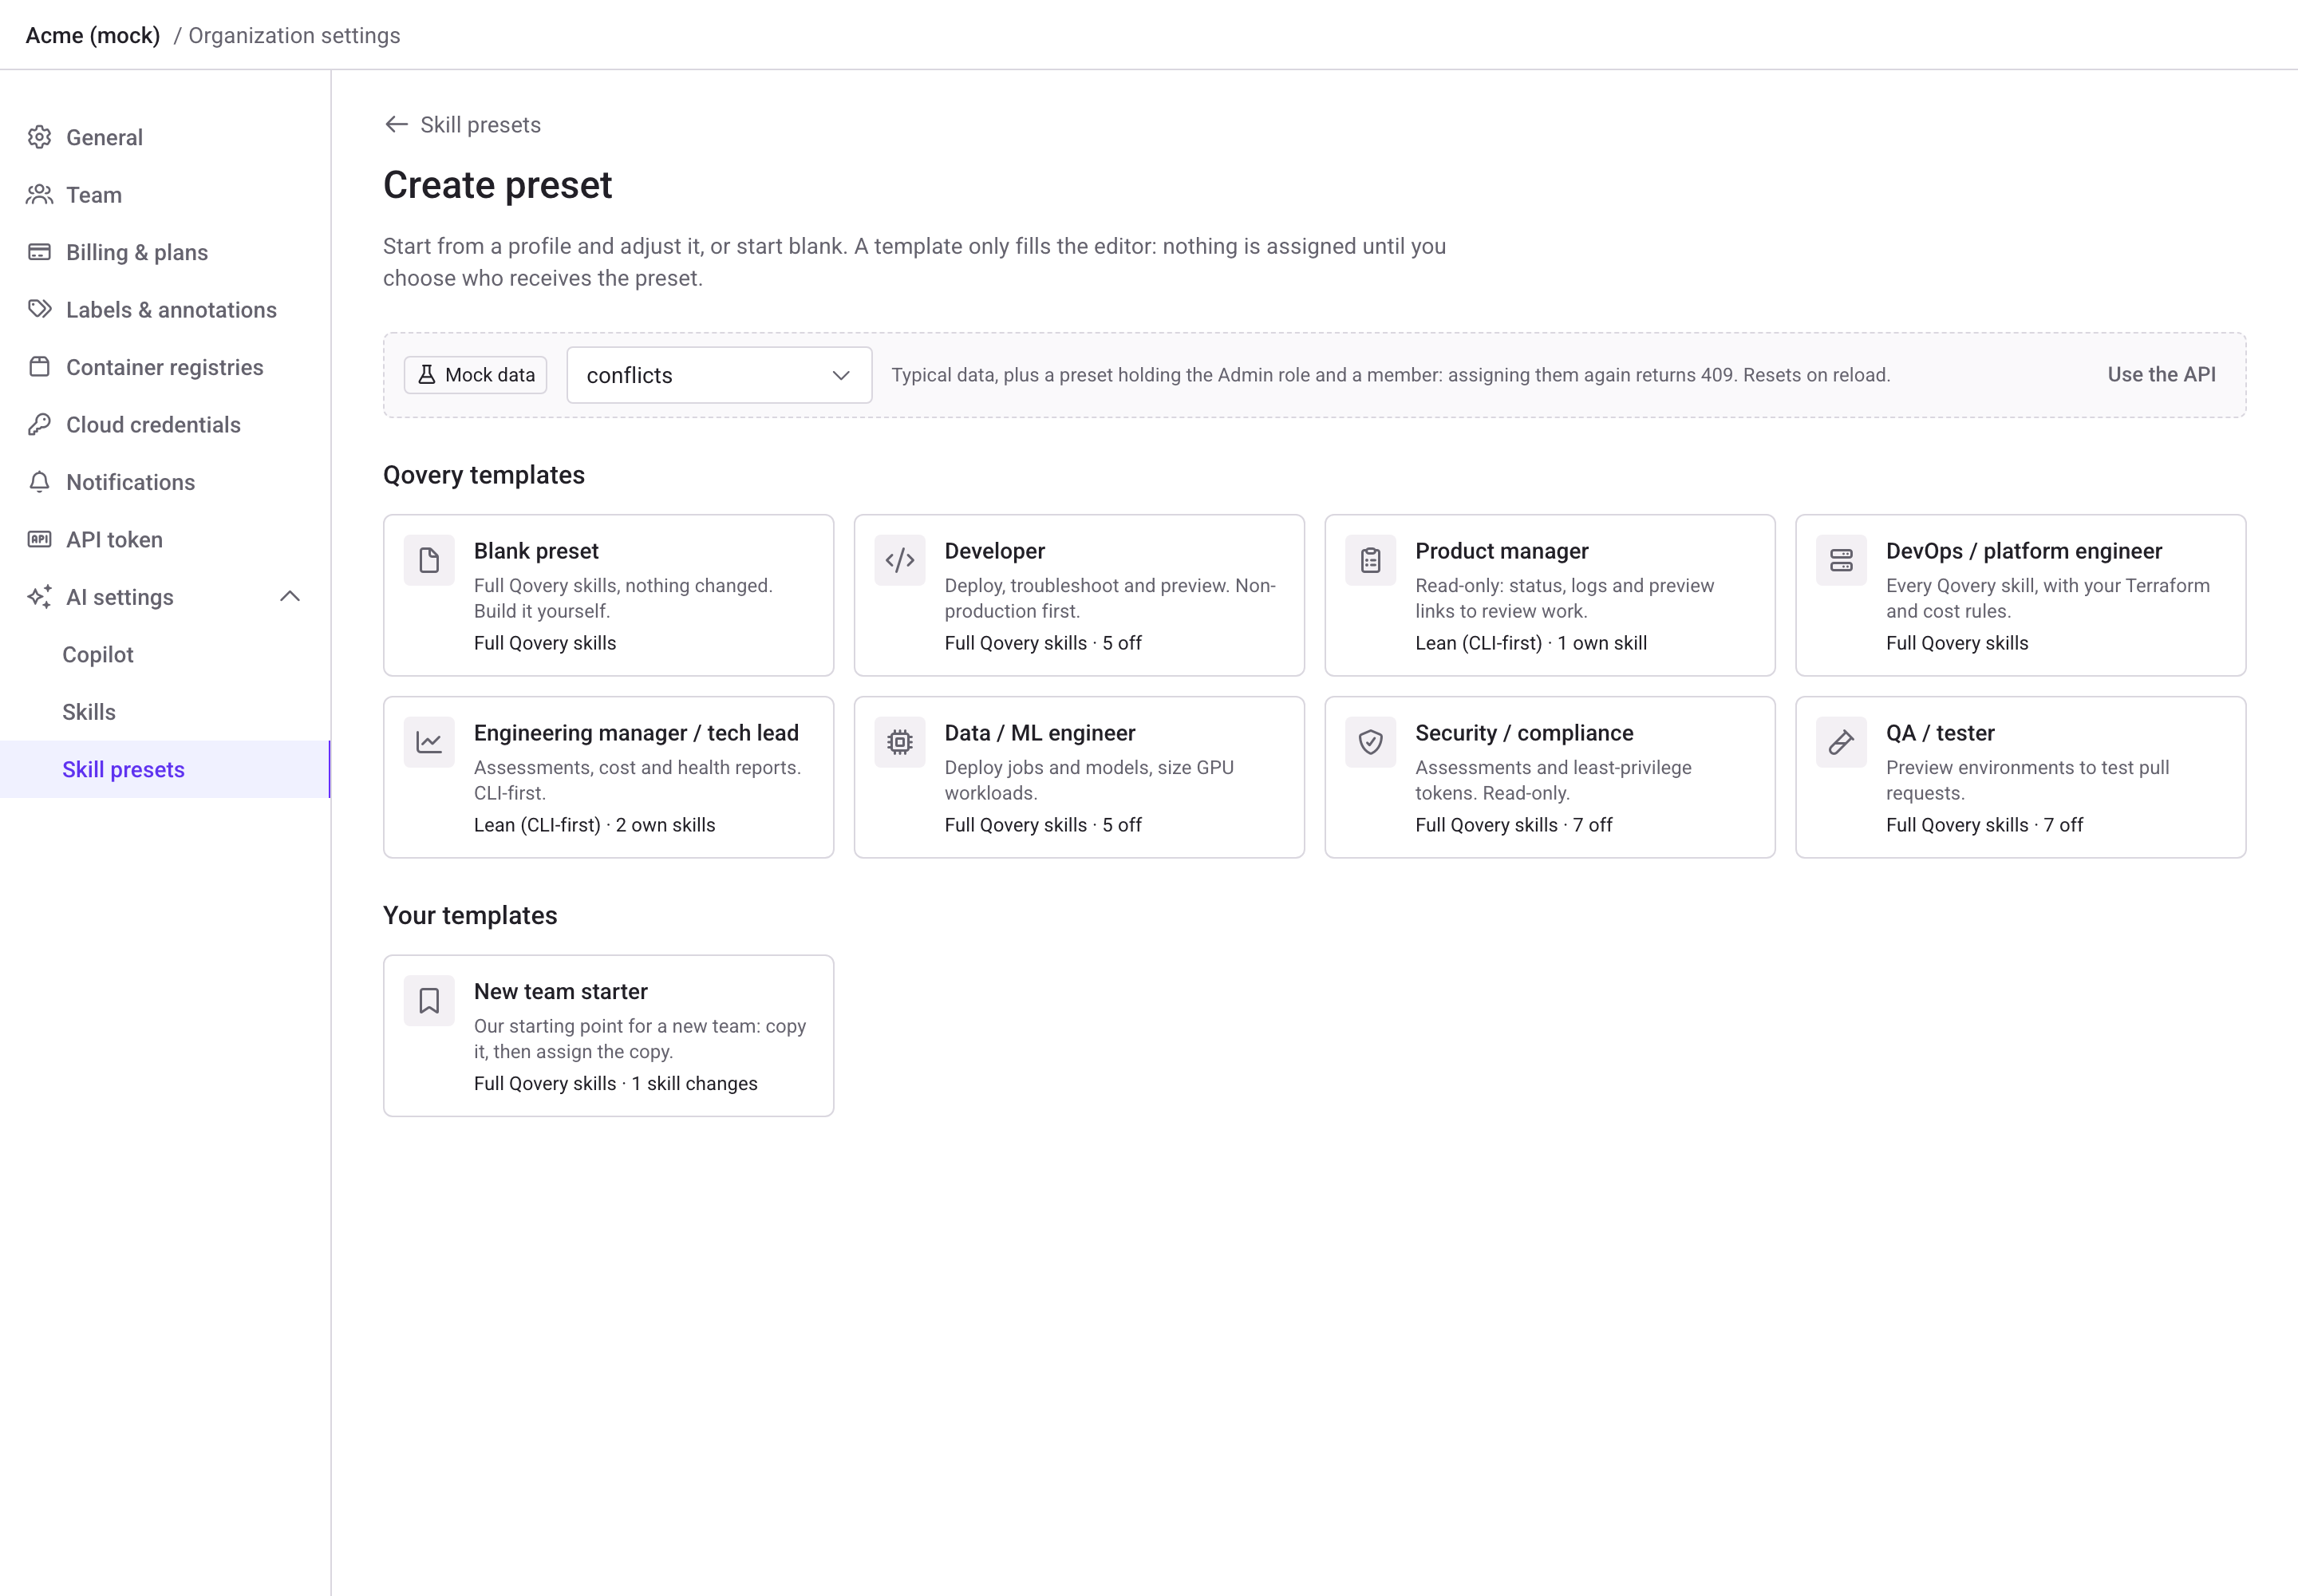 Acme (mock) / Organization settings
General
Team
Billing & plans
Labels & annotations
Container registries
Cloud credentials
Notifications
API token
AI settings
Copilot
Skills
Skill presets
Skill presets
Create preset
Start from a profile and adjust it, or start blank. A template only fills the editor: nothing is assigned until you
choose who receives the preset.
Mock data
conflicts
Typical data, plus a preset holding the Admin role and a member: assigning them again returns 409. Resets on reload.
Use the API
Qovery templates
Blank preset
Full Qovery skills, nothing changed.
Build it yourself.
Full Qovery skills
Developer
Deploy, troubleshoot and preview. Non-
production first.
Full Qovery skills · 5 off
Product manager
Read-only: status, logs and preview
links to review work.
Lean (CLI-first) · 1 own skill
DevOps / platform engineer
Every Qovery skill, with your Terraform
and cost rules.
Full Qovery skills
Engineering manager / tech lead
Assessments, cost and health reports.
CLI-first.
Lean (CLI-first) · 2 own skills
Data / ML engineer
Deploy jobs and models, size GPU
workloads.
Full Qovery skills · 5 off
Security / compliance
Assessments and least-privilege
tokens. Read-only.
Full Qovery skills · 7 off
QA / tester
Preview environments to test pull
requests.
Full Qovery skills · 7 off
Your templates
New team starter
Our starting point for a new team: copy
it, then assign the copy.
Full Qovery skills · 1 skill changes